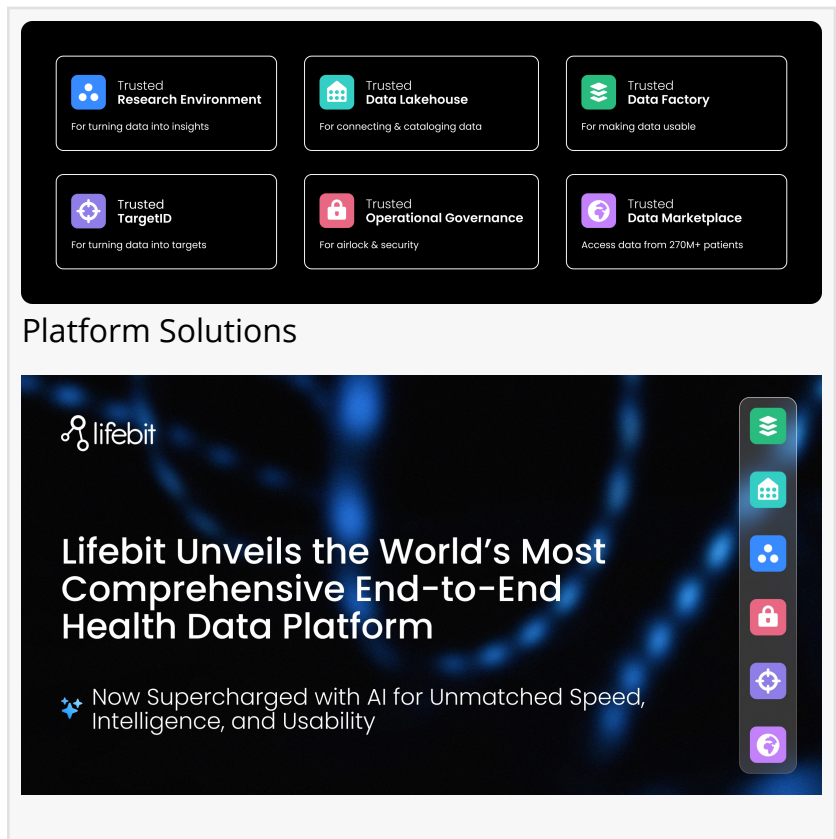 Trusted
Research Environment
For turning data into insights
Trusted
Data Lakehouse
For connecting & cataloging data
Trusted
Data Factory
For making data usable
Trusted
TargetID
For turning data into targets
Trusted
Operational Governance
For airlock & security
Trusted
Data Marketplace
Access data from 270M+ patients
Platform Solutions
lifebit
Lifebit Unveils the World’s Most
Comprehensive End-to-End
Health Data Platform
Now Supercharged with AI for Unmatched Speed,
Intelligence, and Usability